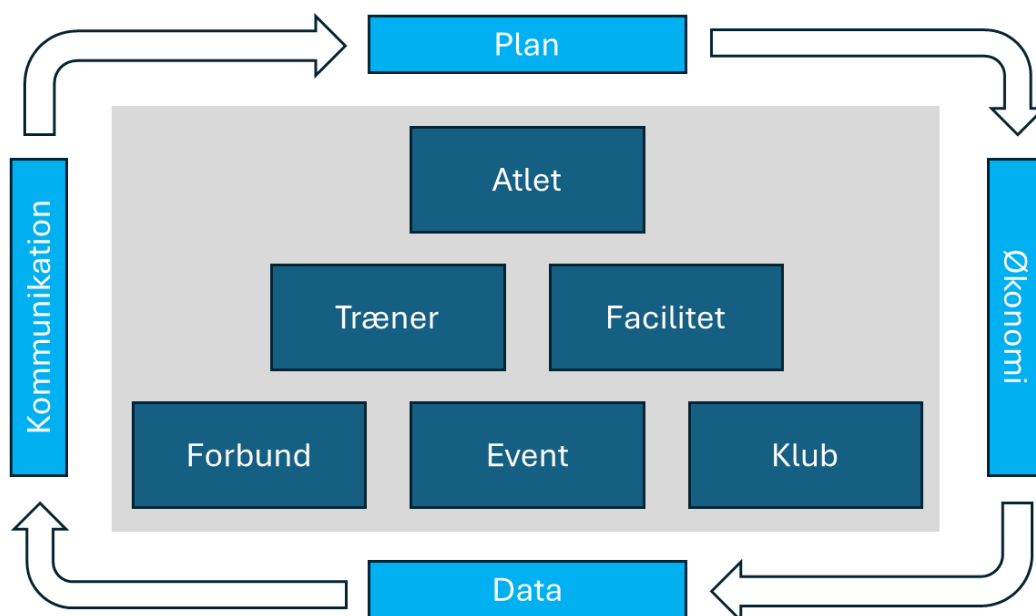 Plan
Kommunikation
Atlet
Økonomi
Træner
Facilitet
Forbund
Event
Klub
Data